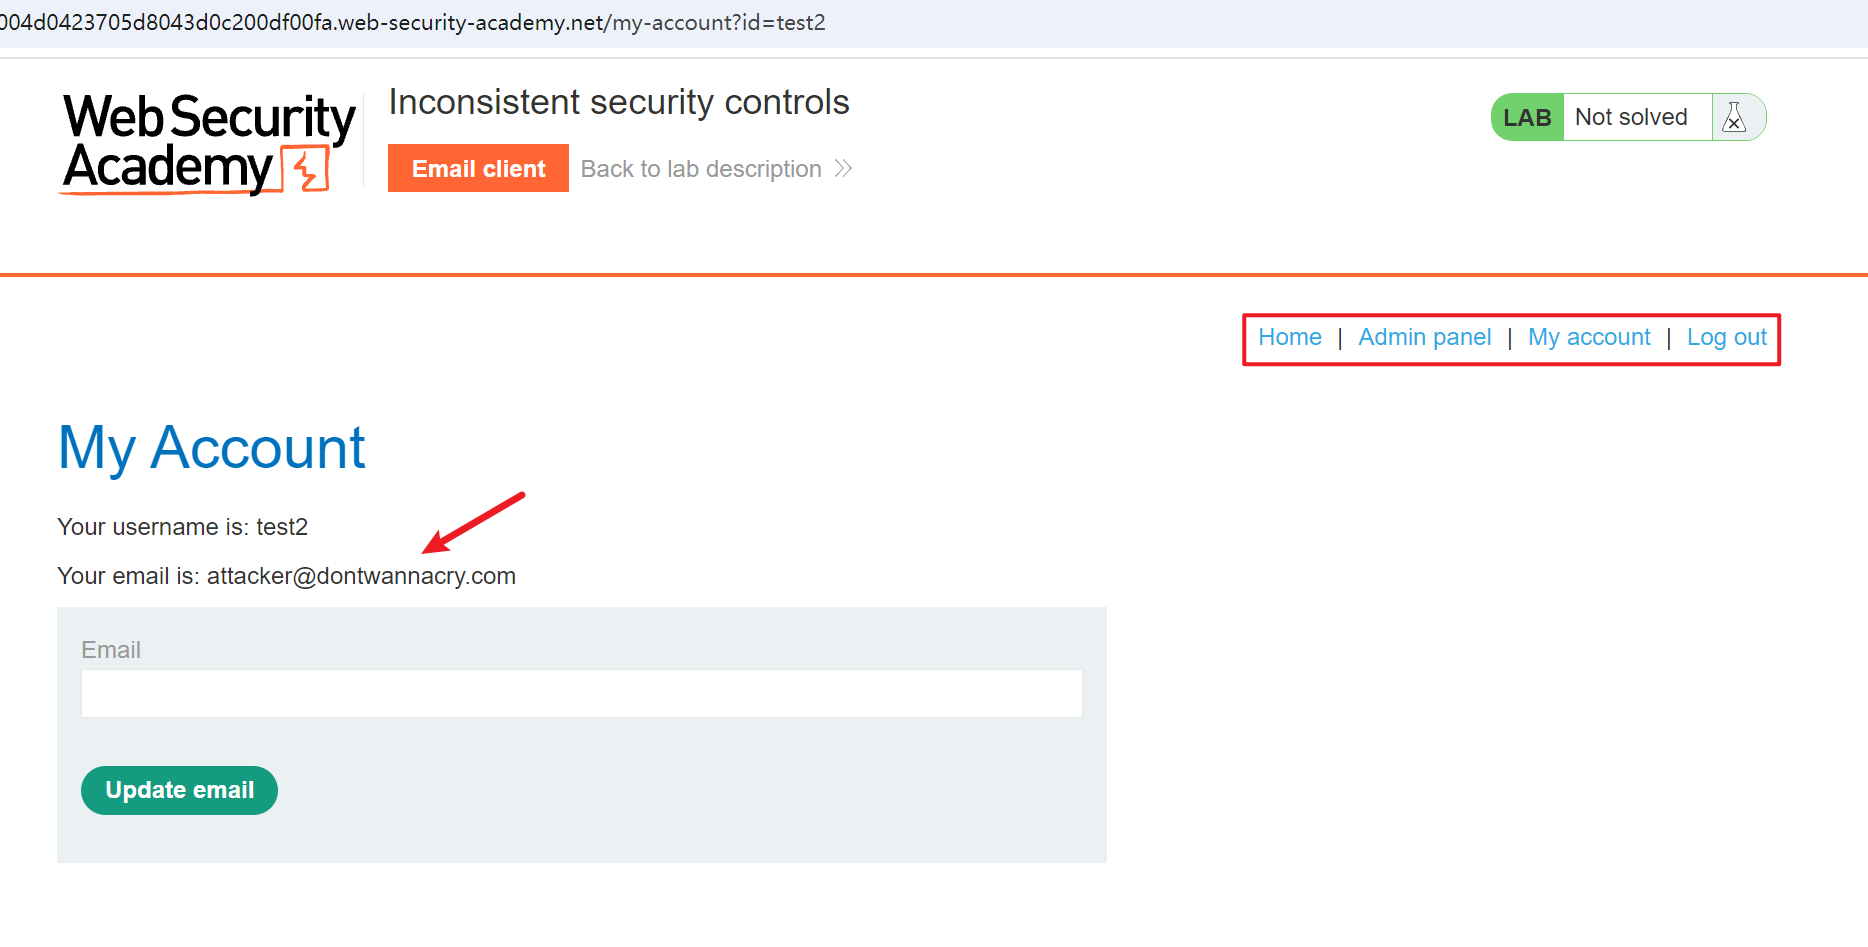 004d0423705d8043d0c200df00fa.web-security-academy.net/my-account?id=test2
Web Security
Academy
Inconsistent security controls
Email client
Back to lab description
LAB
Not solved
Home | Admin panel | My account | Log out
My Account
Your username is: test2
Your email is: attacker@dontwannacry.com
Email
Update email